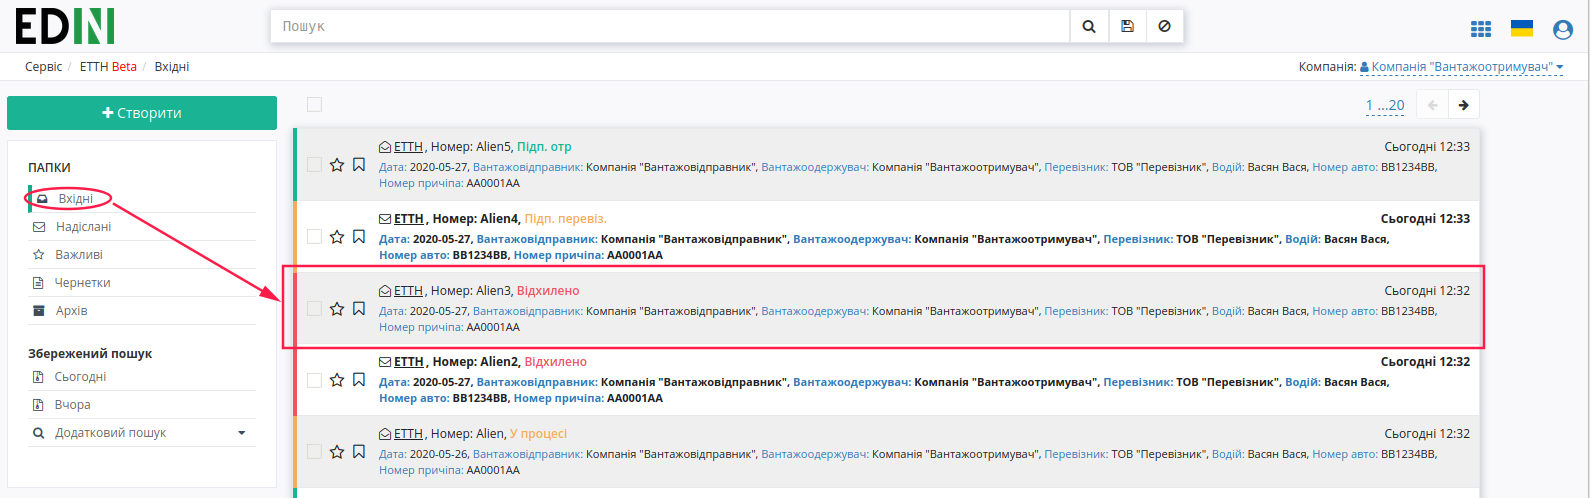 EDIN
Пошук
Сервіс / ЕТТН Beta / Вхідні
Компанія: Компанія "Вантажоотримувач"
Створити
1 ...20
ПАПКИ
Вхідні
Надіслані
Важливі
Чернетки
Архів
Збережений пошук
Сьогодні
Вчора
Додатковий пошук
ЕТТН , Номер: Alien5, Підп. отр Сьогодні 12:33
Дата: 2020-05-27, Вантажовідправник: Компанія "Вантажовідправник", Вантажоодержувач: Компанія "Вантажоотримувач", Перевізник: ТОВ "Перевізник", Водій: Васян Вася, Номер авто: BB1234BB,
Номер причіпа: AA0001AA
ЕТТН , Номер: Alien4, Підп. перевіз. Сьогодні 12:33
Дата: 2020-05-27, Вантажовідправник: Компанія "Вантажовідправник", Вантажоодержувач: Компанія "Вантажоотримувач", Перевізник: ТОВ "Перевізник", Водій: Васян Вася,
Номер авто: BB1234BB, Номер причіпа: AA0001AA
ЕТТН , Номер: Alien3, Відхилено Сьогодні 12:32
Дата: 2020-05-27, Вантажовідправник: Компанія "Вантажовідправник", Вантажоодержувач: Компанія "Вантажоотримувач", Перевізник: ТОВ "Перевізник", Водій: Васян Вася, Номер авто: BB1234BB,
Номер причіпа: AA0001AA
ЕТТН , Номер: Alien2, Відхилено Сьогодні 12:32
Дата: 2020-05-27, Вантажовідправник: Компанія "Вантажовідправник", Вантажоодержувач: Компанія "Вантажоотримувач", Перевізник: ТОВ "Перевізник", Водій: Васян Вася,
Номер авто: BB1234BB, Номер причіпа: AA0001AA
ЕТТН , Номер: Alien, У процесі Сьогодні 12:32
Дата: 2020-05-26, Вантажовідправник: Компанія "Вантажовідправник", Вантажоодержувач: Компанія "Вантажоотримувач", Перевізник: ТОВ "Перевізник", Водій: Васян Вася, Номер авто: BB1234BB,
Номер причіпа: AA0001AA